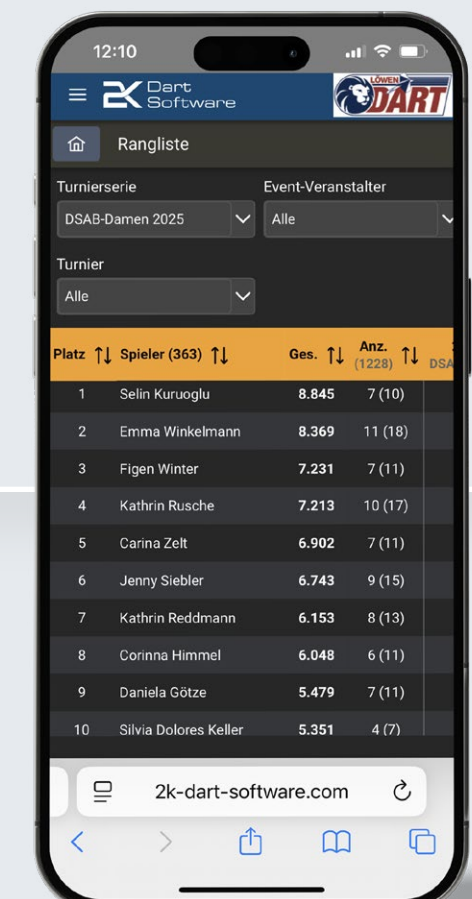 12:10
2K Dart Software
LÖWEN DART
Rangliste
Turnierserie Event-Veranstalter
DSAB-Damen 2025 Alle
Turnier
Alle
Platz Spieler (363) Ges. Anz. (1228) DSA
1 Selin Kuruoglu 8.845 7 (10)
2 Emma Winkelmann 8.369 11 (18)
3 Figen Winter 7.231 7 (11)
4 Kathrin Rusche 7.213 10 (17)
5 Carina Zelt 6.902 7 (11)
6 Jenny Siebler 6.743 9 (15)
7 Kathrin Reddmann 6.153 8 (13)
8 Corinna Himmel 6.048 6 (11)
9 Daniela Götze 5.479 7 (11)
10 Silvia Dolores Keller 5.351 4 (7)
2k-dart-software.com